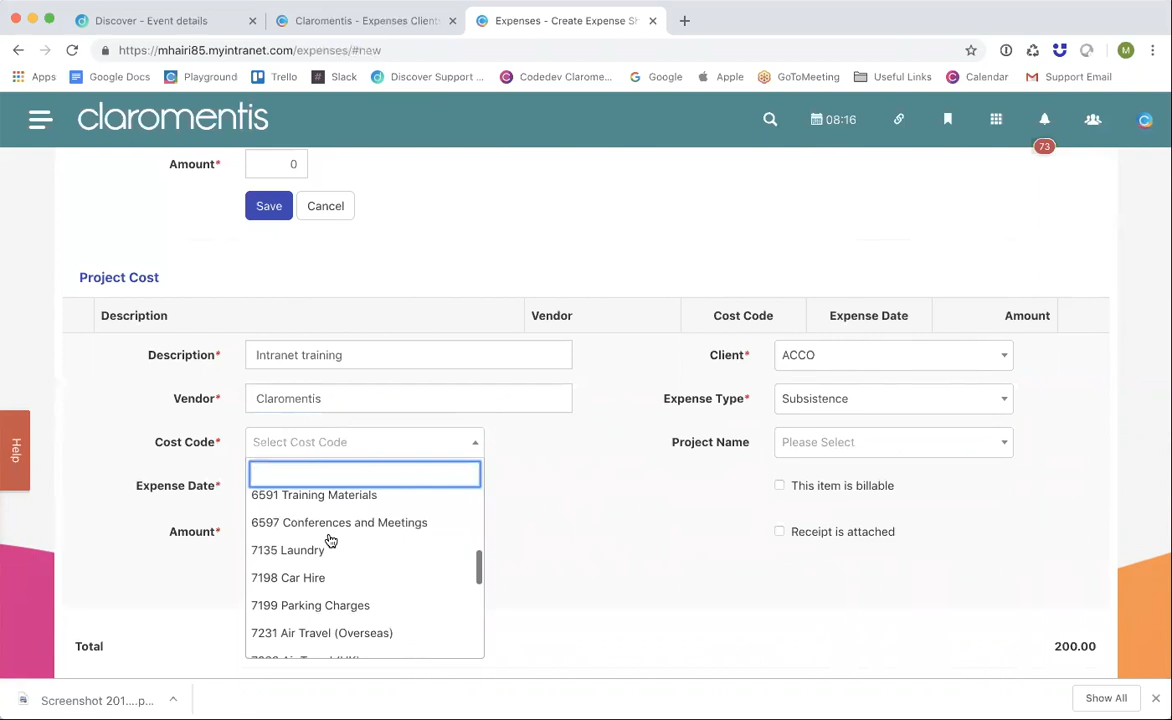 Discover - Event details
Claromentis - Expenses Client
Expenses - Create Expense Sh
https://mhairi85.myintranet.com/expenses/#new
M
Apps
Google Docs
Playground
Trello
Slack
Discover Support ...
Codedev Clarome...
Google
Apple
GoToMeeting
Useful Links
Calendar
Support Email
claromentis
08:16
73
Amount*
0
Save
Cancel
Project Cost
Description
Vendor
Cost Code
Expense Date
Amount
Description*
Intranet training
Client*
ACCO
Vendor*
Claromentis
Expense Type*
Subsistence
Cost Code*
Select Cost Code
Project Name
Please Select
Help
6591 Training Materials
Expense Date*
This item is billable
6597 Conferences and Meetings
Amount*
Receipt is attached
7135 Laundry
7198 Car Hire
7199 Parking Charges
7231 Air Travel (Overseas)
Total
200.00
Screenshot 201....p...
Show All